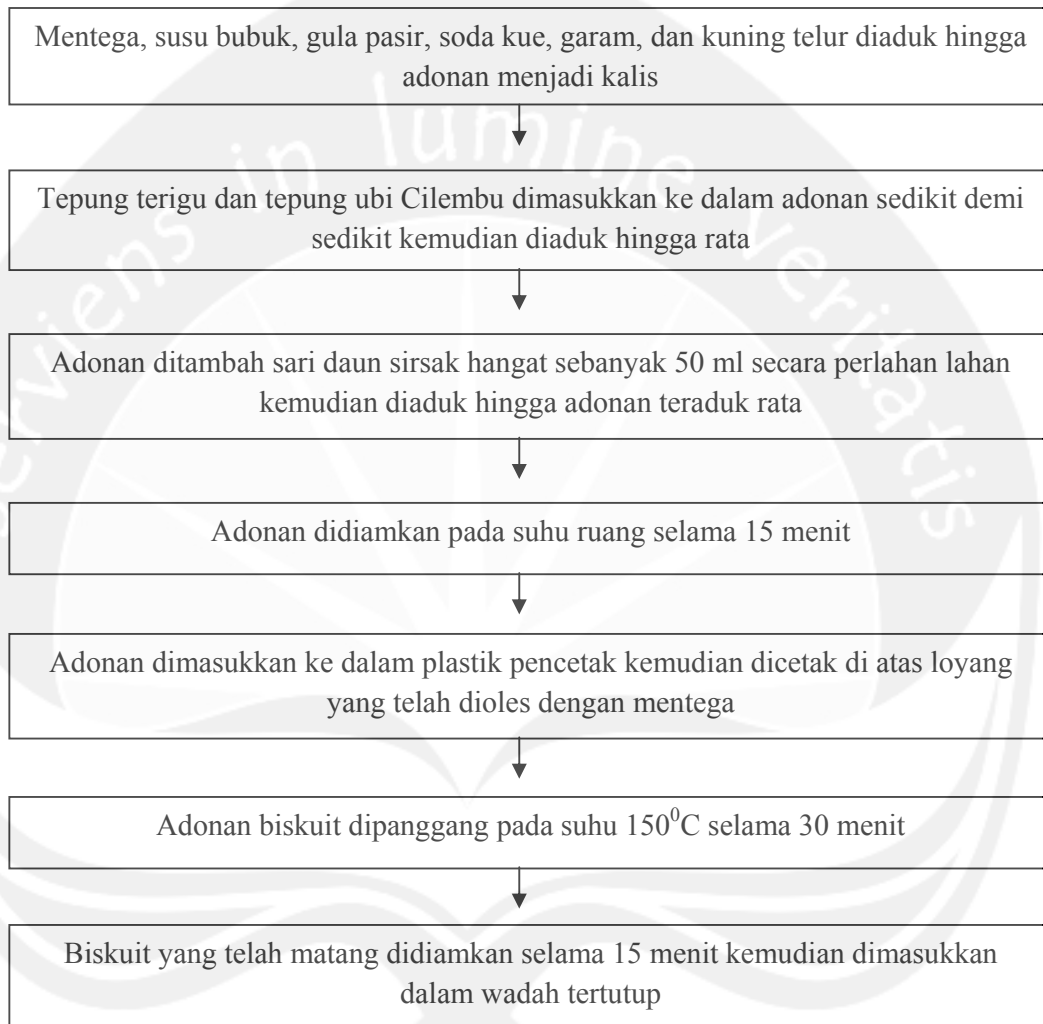 Mentega, susu bubuk, gula pasir, soda kue, garam, dan kuning telur diaduk hingga
adonan menjadi kalis
Tepung terigu dan tepung ubi Cilembu dimasukkan ke dalam adonan sedikit demi
sedikit kemudian diaduk hingga rata
Adonan ditambah sari daun sirsak hangat sebanyak 50 ml secara perlahan lahan
kemudian diaduk hingga adonan teraduk rata
Adonan didiamkan pada suhu ruang selama 15 menit
Adonan dimasukkan ke dalam plastik pencetak kemudian dicetak di atas loyang
yang telah dioles dengan mentega
Adonan biskuit dipanggang pada suhu 150⁰C selama 30 menit
Biskuit yang telah matang didiamkan selama 15 menit kemudian dimasukkan
dalam wadah tertutup
serviens in lumine veritatis